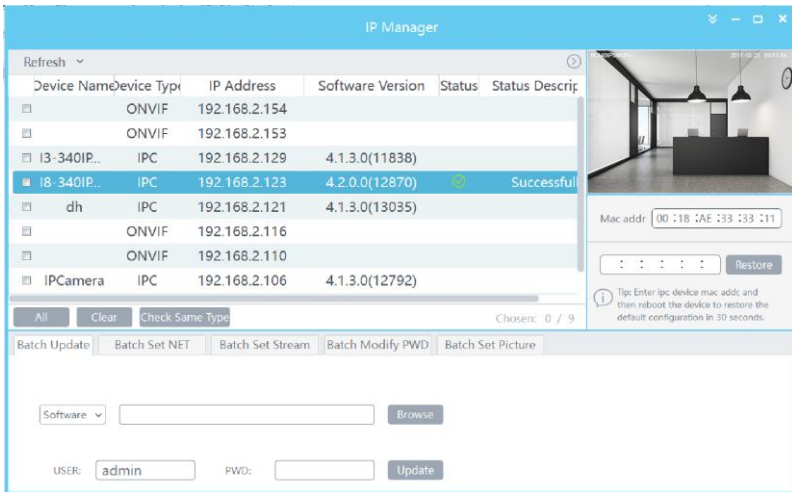 IP Manager
Refresh
Device Name Device Type IP Address Software Version Status Status Descrip
ONVIF 192.168.2.154
ONVIF 192.168.2.153
I3-340IP... IPC 192.168.2.129 4.1.3.0(11838)
I8-340IP... IPC 192.168.2.123 4.2.0.0(12870) Successfull
dh IPC 192.168.2.121 4.1.3.0(13035)
ONVIF 192.168.2.116
ONVIF 192.168.2.110
IPCamera IPC 192.168.2.106 4.1.3.0(12792)
All Clear Check Same Type Chosen: 0 / 9
Mac addr 00 :18 :AE :33 :33 :11
: : : : : Restore
Tip: Enter ipc device mac addr, and
then reboot the device to restore the
default configuration in 30 seconds.
Batch Update Batch Set NET Batch Set Stream Batch Modify PWD Batch Set Picture
Software Browse
USER: admin PWD: Update